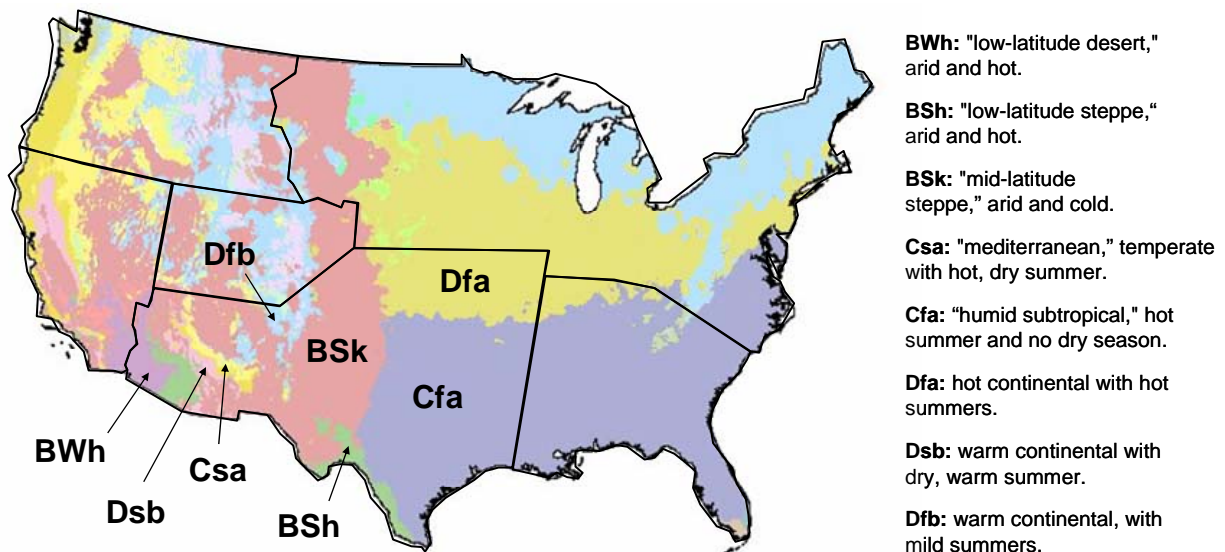 Dfb
Dfa
BSk
Cfa
BWh
Csa
Dsb
BSh
BWh: "low-latitude desert,"
arid and hot.
BSh: "low-latitude steppe,“
arid and hot.
BSk: "mid-latitude
steppe,” arid and cold.
Csa: "mediterranean,” temperate
with hot, dry summer.
Cfa: “humid subtropical," hot
summer and no dry season.
Dfa: hot continental with hot
summers.
Dsb: warm continental with
dry, warm summer.
Dfb: warm continental, with
mild summers.